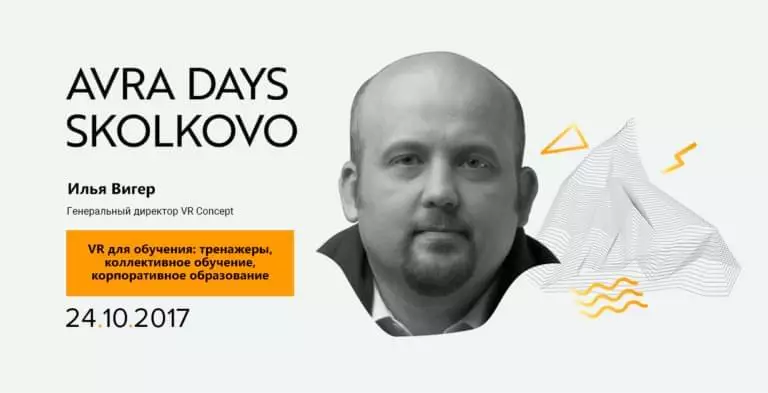 AVRA DAYS
SKOLKOVO
Илья Вигер
Генеральный директор VR Concept
VR для обучения: тренажеры,
коллективное обучение,
корпоративное образование
24.10.2017